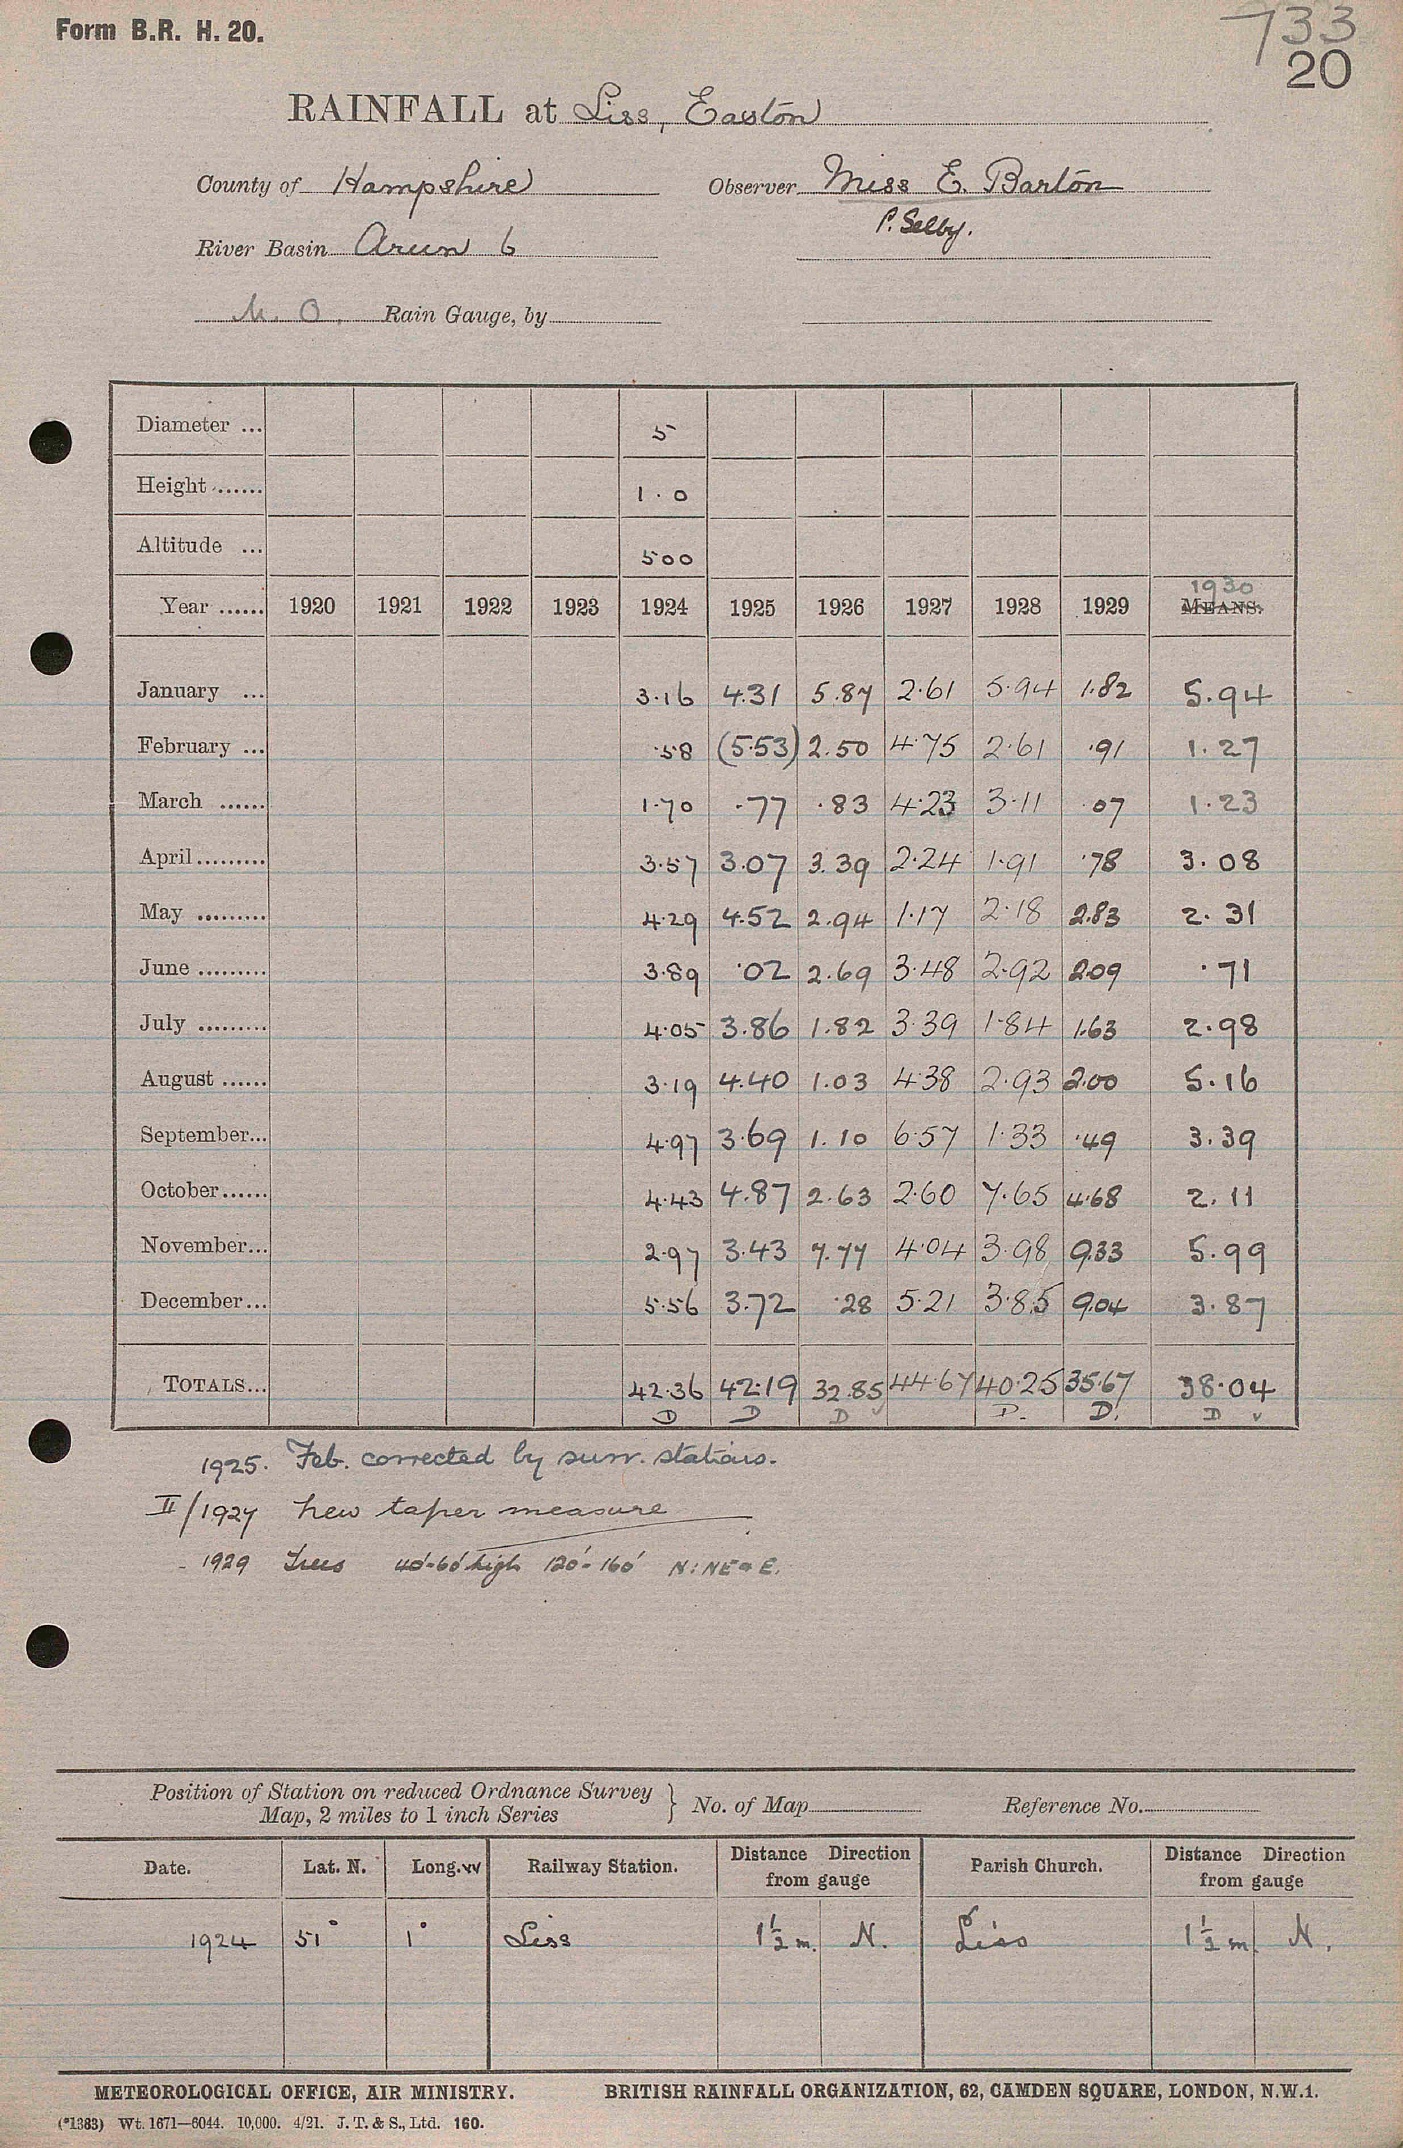 Form B.R. H. 20.
733
20
RAINFALL at Liss, Easton
County of Hampshire Observer Miss E. Barton
P. Selby.
River Basin Arun 6
M. O. Rain Gauge, by
Diameter ... 5
Height ...... 1.0
Altitude ... 500
1930
Year ...... 1920 1921 1922 1923 1924 1925 1926 1927 1928 1929 MEANS.
January ... 3.16 4.31 5.87 2.61 5.94 1.82 5.94
February ... .58 (5.53) 2.50 4.75 2.61 .91 1.27
March ...... 1.70 .77 .83 4.23 3.11 .07 1.23
April ......... 3.57 3.07 3.39 2.24 1.91 .78 3.08
May ......... 4.29 4.52 2.94 1.17 2.18 2.83 2.31
June ......... 3.89 .02 2.69 3.48 2.92 2.09 .71
July ......... 4.05 3.86 1.82 3.39 1.84 1.63 2.98
August ...... 3.19 4.40 1.03 4.38 2.93 2.00 5.16
September... 4.97 3.69 1.10 6.57 1.33 .49 3.39
October...... 4.43 4.87 2.63 2.60 7.65 4.68 2.11
November... 2.97 3.43 7.77 4.04 3.98 9.33 5.99
December... 5.56 3.72 .28 5.21 3.85 9.04 3.87
TOTALS... 42.36 42.19 32.85 44.67 40.25 35.67 38.04
D D D D. D. D
1925. Feb. corrected by surr. stations.
II/1927 New taper measure
- 1929 Trees 40'-60' high 120'-160' N: NE & E.
Position of Station on reduced Ordnance Survey
Map, 2 miles to 1 inch Series } No. of Map Reference No.
Date. Lat. N. Long. W Railway Station. Distance Direction from gauge Parish Church. Distance Direction from gauge
1924 51° 1° Liss 1½ m. N. Liss 1½ m. N.
METEOROLOGICAL OFFICE, AIR MINISTRY. BRITISH RAINFALL ORGANIZATION, 62, CAMDEN SQUARE, LONDON, N.W.1.
(*1383) Wt. 1671—6044. 10,000. 4/21. J. T. & S., Ltd. 160.